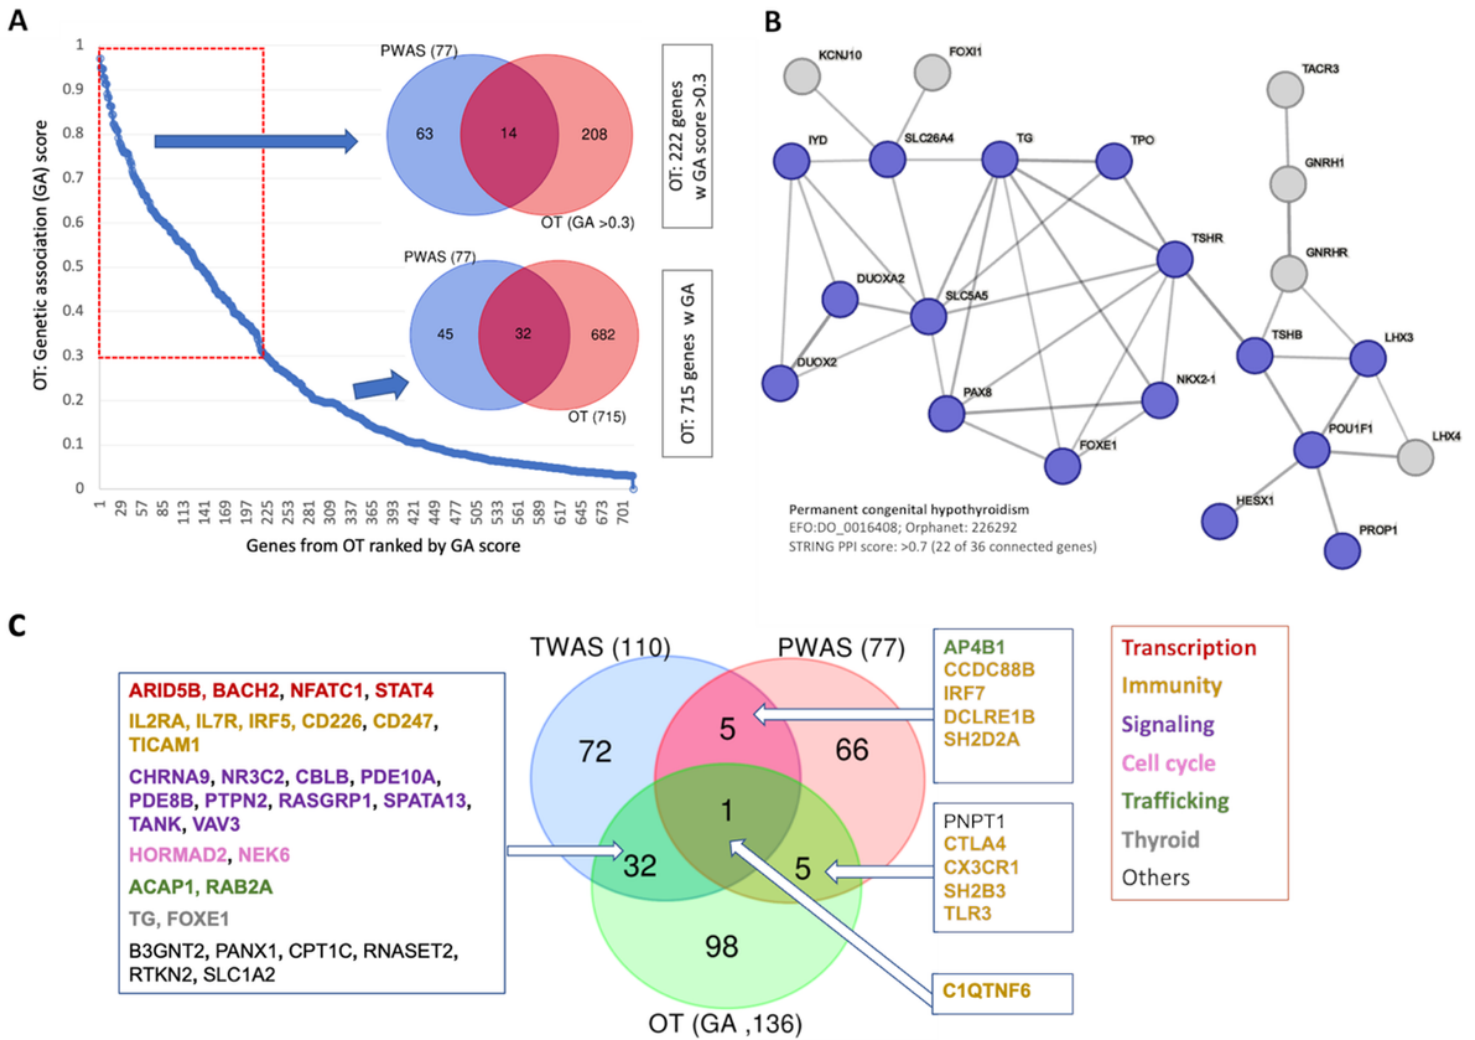 A
OT: Genetic association (GA) score
1
0.9
0.8
0.7
0.6
0.5
0.4
0.3
0.2
0.1
0
1 29 57 85 113 141 169 197 225 253 281 309 337 365 393 421 449 477 505 533 561 589 617 645 673 701
Genes from OT ranked by GA score
PWAS (77)
63
14
208
OT (GA >0.3)
OT: 222 genes
w GA score >0.3
PWAS (77)
45
32
682
OT (715)
OT: 715 genes w GA
B
KCNJ10
FOXI1
TACR3
IYD
SLC26A4
TG
TPO
GNRH1
TSHR
GNRHR
DUOXA2
SLC5A5
TSHB
LHX3
DUOX2
PAX8
NKX2-1
FOXE1
POU1F1
LHX4
HESX1
PROP1
Permanent congenital hypothyroidism
EFO:DO_0016408; Orphanet: 226292
STRING PPI score: >0.7 (22 of 36 connected genes)
C
ARID5B, BACH2, NFATC1, STAT4
IL2RA, IL7R, IRF5, CD226, CD247,
TICAM1
CHRNA9, NR3C2, CBLB, PDE10A,
PDE8B, PTPN2, RASGRP1, SPATA13,
TANK, VAV3
HORMAD2, NEK6
ACAP1, RAB2A
TG, FOXE1
B3GNT2, PANX1, CPT1C, RNASET2,
RTKN2, SLC1A2
TWAS (110)
PWAS (77)
72
5
66
1
32
5
98
OT (GA ,136)
AP4B1
CCDC88B
IRF7
DCLRE1B
SH2D2A
PNPT1
CTLA4
CX3CR1
SH2B3
TLR3
C1QTNF6
Transcription
Immunity
Signaling
Cell cycle
Trafficking
Thyroid
Others